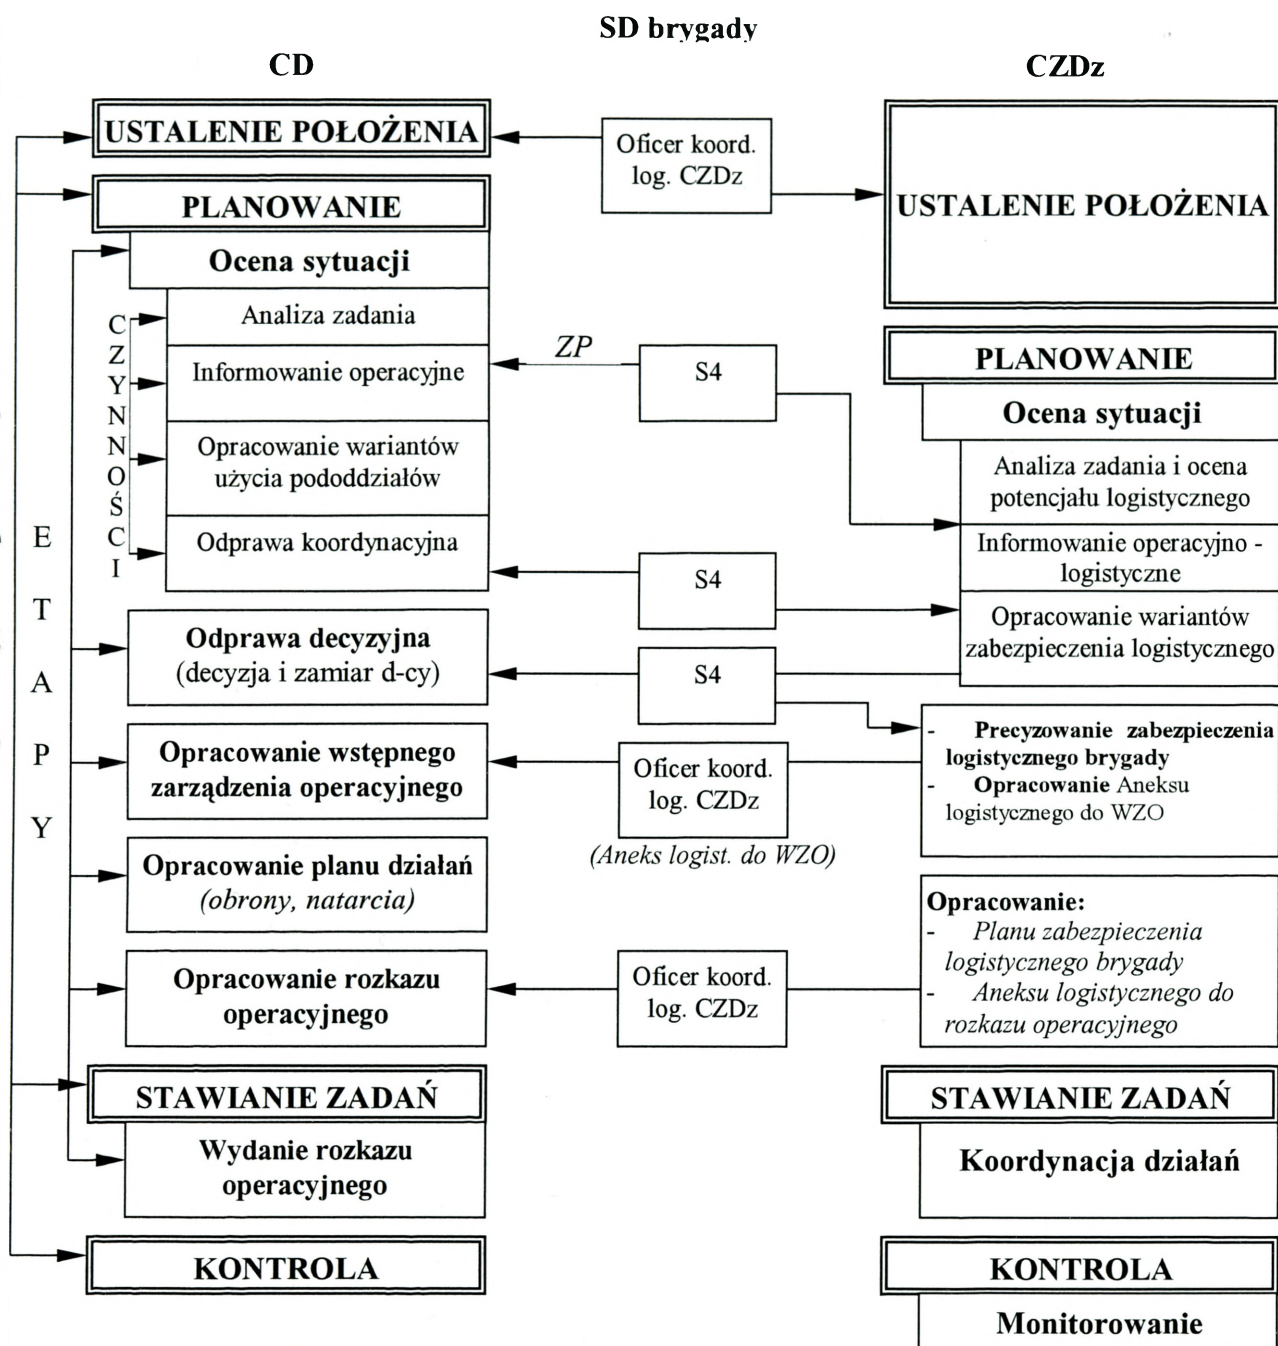 SD brygady
CD
CZDz
USTALENIE POŁOŻENIA
PLANOWANIE
Ocena sytuacji
Analiza zadania
Informowanie operacyjne
Opracowanie wariantów
użycia pododdziałów
Odprawa koordynacyjna
CZYNNOŚCI
ETAPY
Odprawa decyzyjna
(decyzja i zamiar d-cy)
Opracowanie wstępnego
zarządzenia operacyjnego
Opracowanie planu działań
(obrony, natarcia)
Opracowanie rozkazu
operacyjnego
STAWIANIE ZADAŃ
Wydanie rozkazu
operacyjnego
KONTROLA
Oficer koord.
log. CZDz
ZP
S4
S4
S4
Oficer koord.
log. CZDz
(Aneks logist. do WZO)
Oficer koord.
log. CZDz
USTALENIE POŁOŻENIA
PLANOWANIE
Ocena sytuacji
Analiza zadania i ocena
potencjału logistycznego
Informowanie operacyjno -
logistyczne
Opracowanie wariantów
zabezpieczenia logistycznego
- Precyzowanie zabezpieczenia
logistycznego brygady
- Opracowanie Aneksu
logistycznego do WZO
Opracowanie:
- Planu zabezpieczenia
logistycznego brygady
- Aneksu logistycznego do
rozkazu operacyjnego
STAWIANIE ZADAŃ
Koordynacja działań
KONTROLA
Monitorowanie